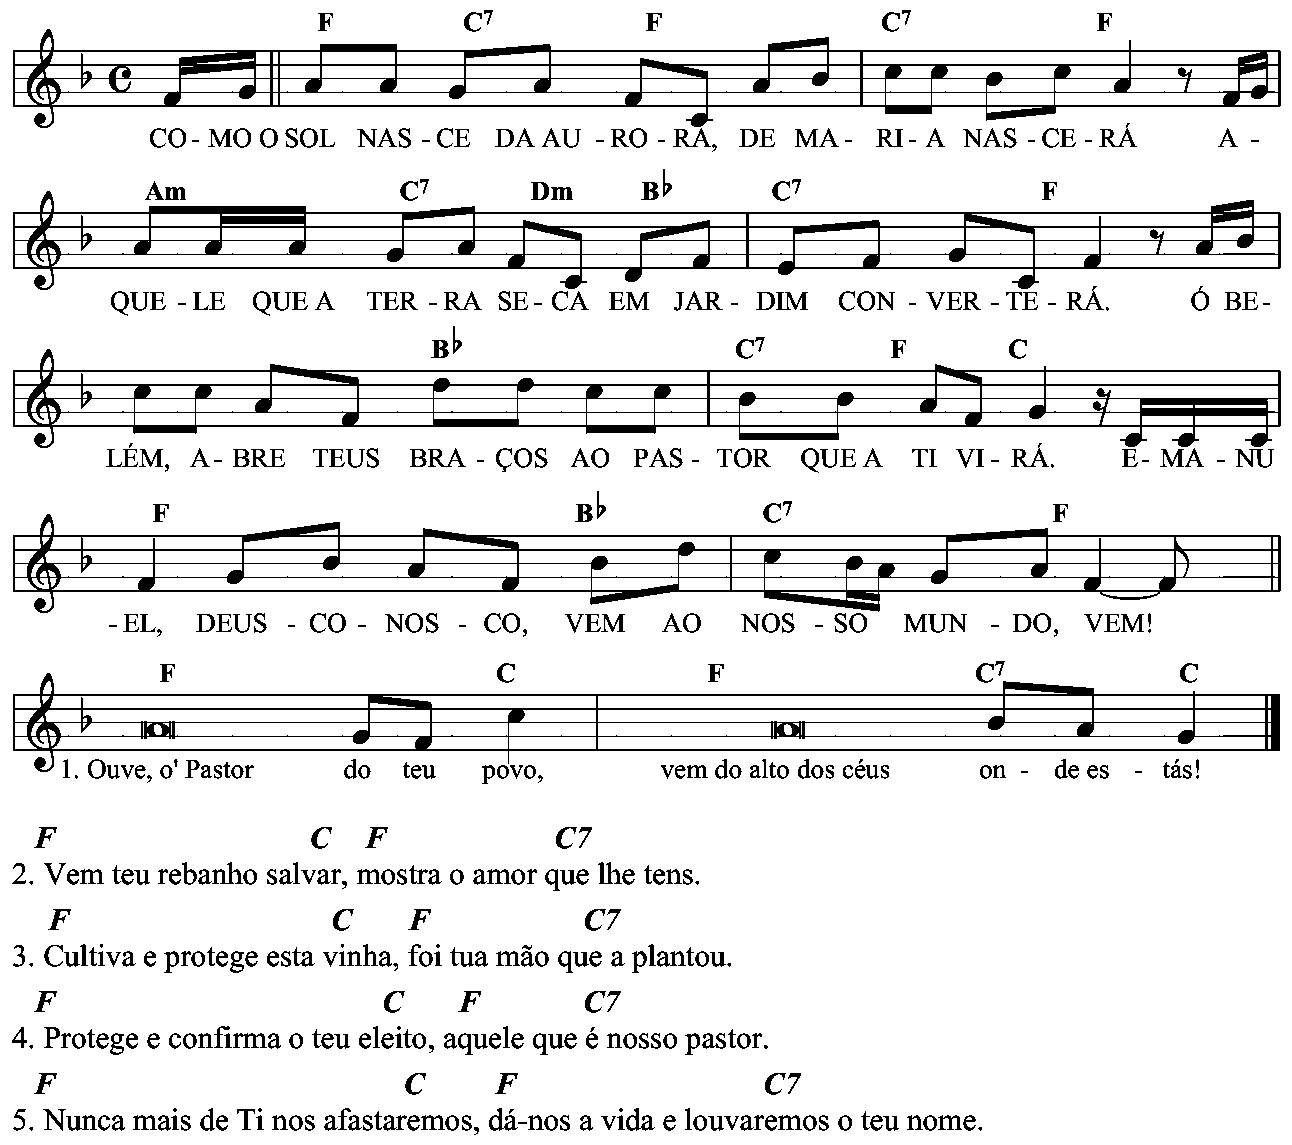 F C7 F C7 F
CO- MO O SOL NAS - CE DA AU - RO - RA, DE MA - RI - A NAS - CE - RÁ A -
Am C7 Dm B♭ C7 F
QUE - LE QUE A TER - RA SE - CA EM JAR - DIM CON - VER - TE - RÁ. Ó BE -
B♭ C7 F C
LÉM, A - BRE TEUS BRA - ÇOS AO PAS - TOR QUE A TI VI - RÁ. E - MA - NU
F B♭ C7 F
- EL, DEUS - CO - NOS - CO, VEM AO NOS - SO MUN - DO, VEM!
F C F C7 C
1. Ouve, o' Pastor do teu povo, vem do alto dos céus on - de es - tás!
F C F C7
2. Vem teu rebanho salvar, mostra o amor que lhe tens.
F C F C7
3. Cultiva e protege esta vinha, foi tua mão que a plantou.
F C F C7
4. Protege e confirma o teu eleito, aquele que é nosso pastor.
F C F C7
5. Nunca mais de Ti nos afastaremos, dá-nos a vida e louvaremos o teu nome.